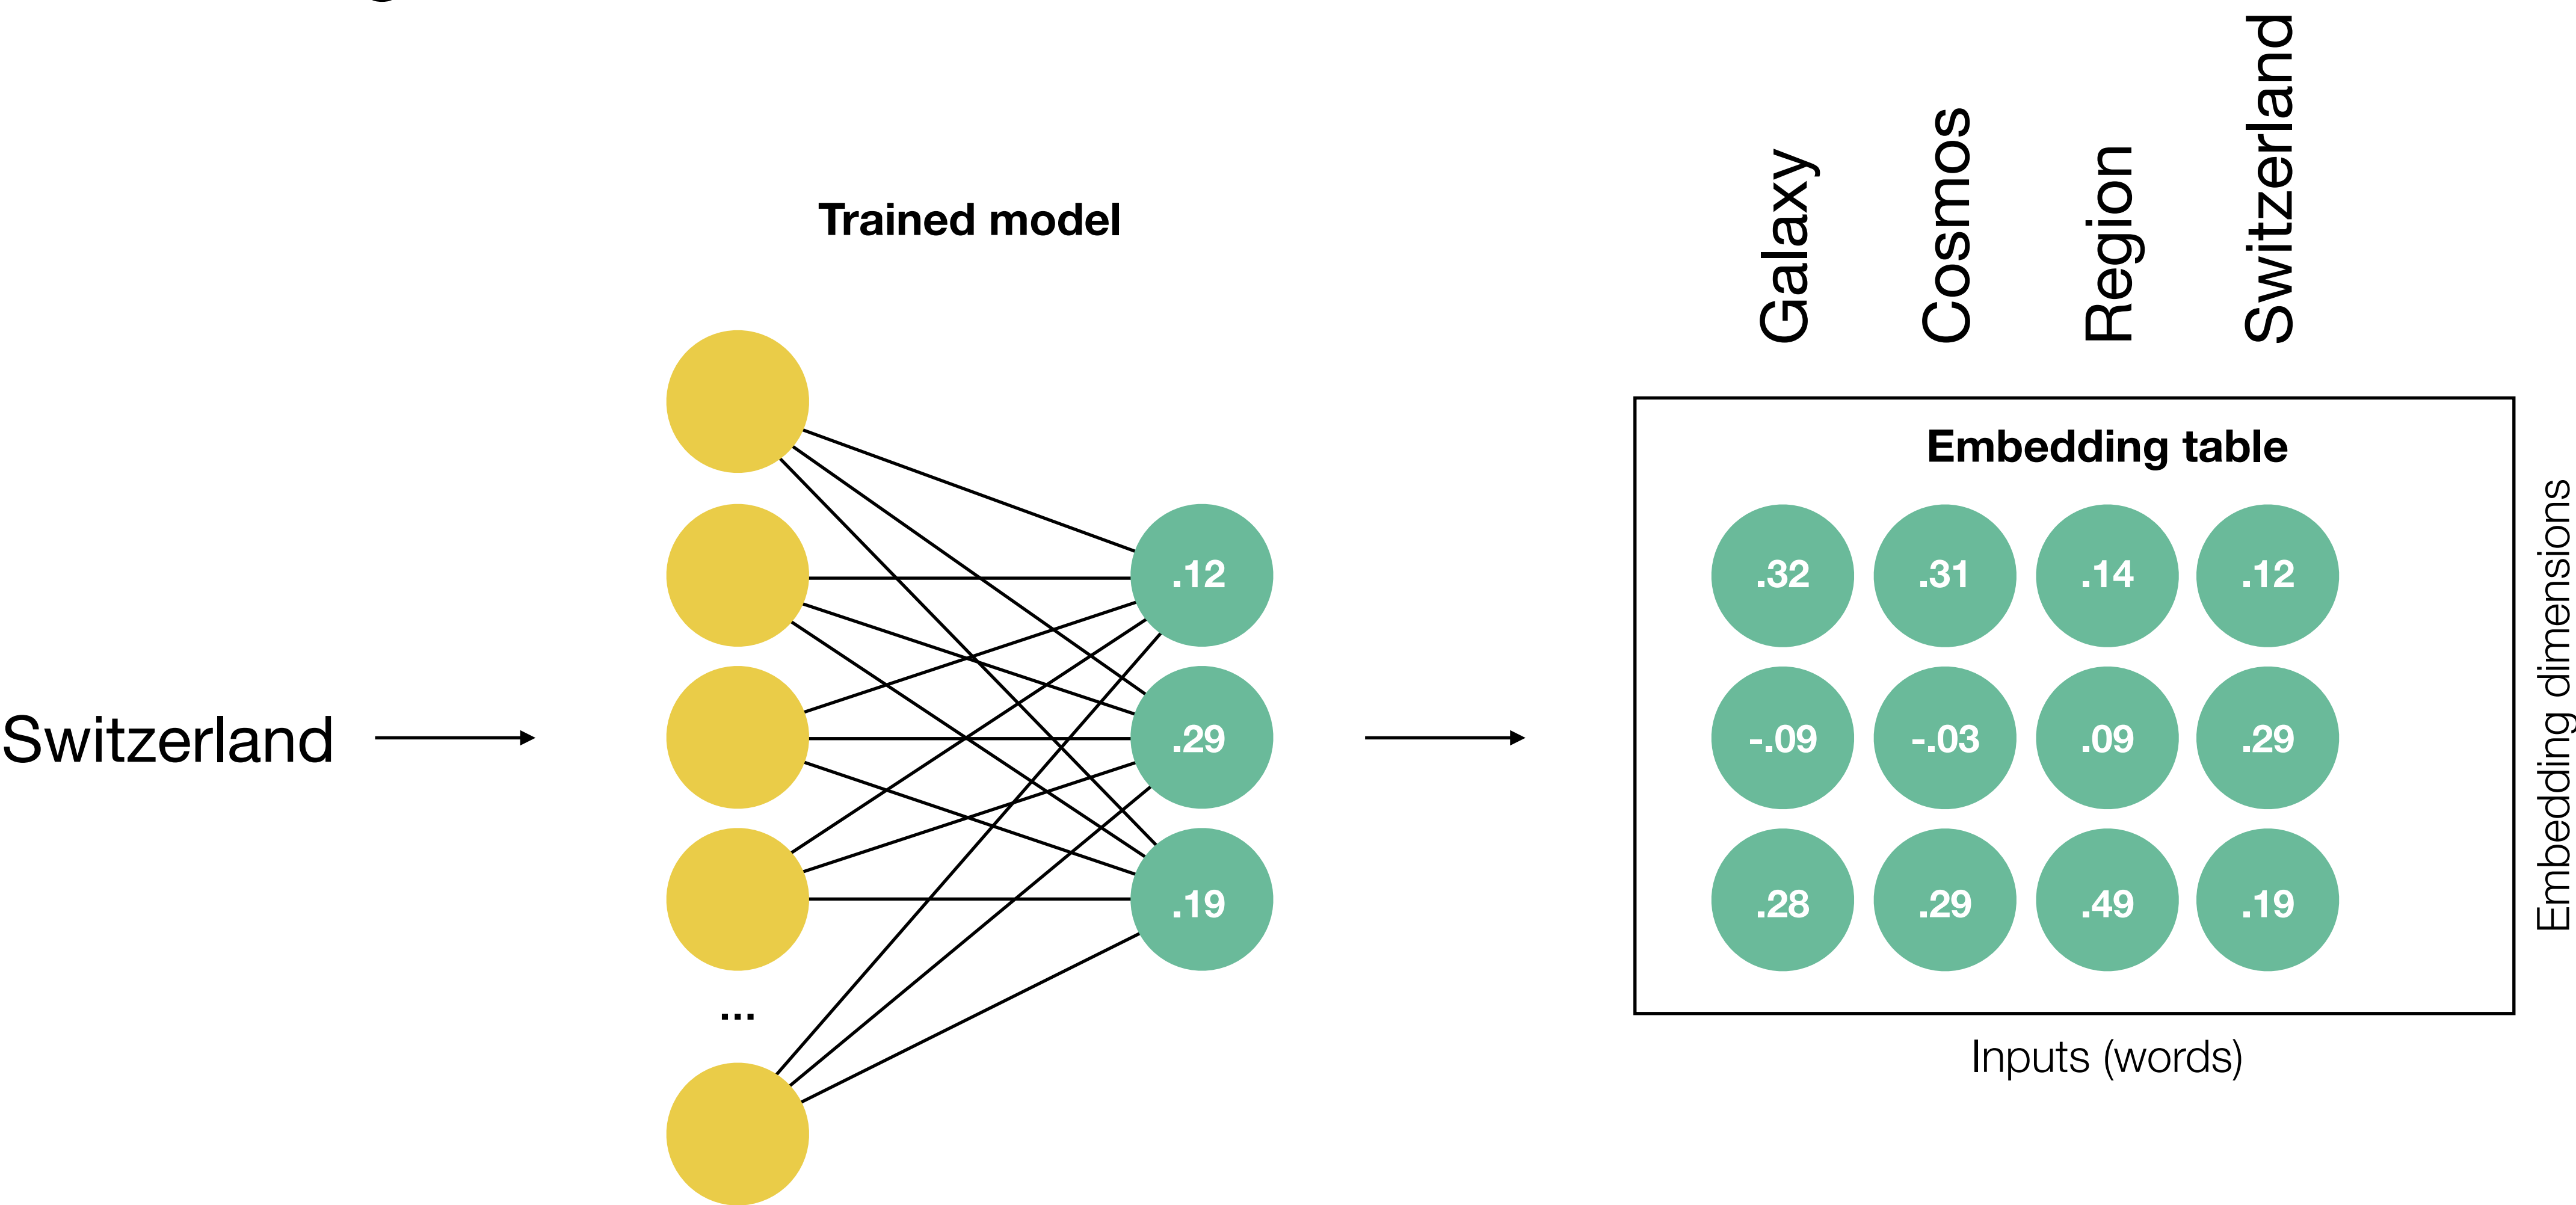 Galaxy
Cosmos
Region
Switzerland
Trained model
Embedding table
.12
.32 .31 .14 .12
Switzerland
.29
-.09 -.03 .09 .29
.19
.28 .29 .49 .19
...
Embedding dimensions
Inputs (words)